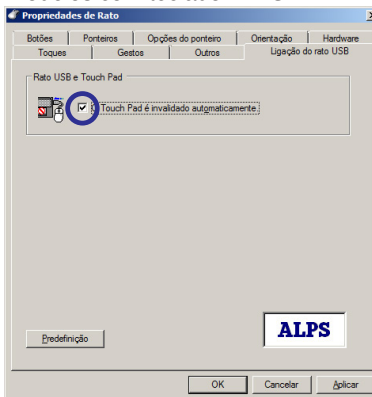 Propriedades de Rato
Botões Ponteiros Opções do ponteiro Orientação Hardware
Toques Gestos Outros Ligação do rato USB
Rato USB e Touch Pad
Touch Pad é invalidado automaticamente.
Predefinição
ALPS
OK Cancelar Aplicar